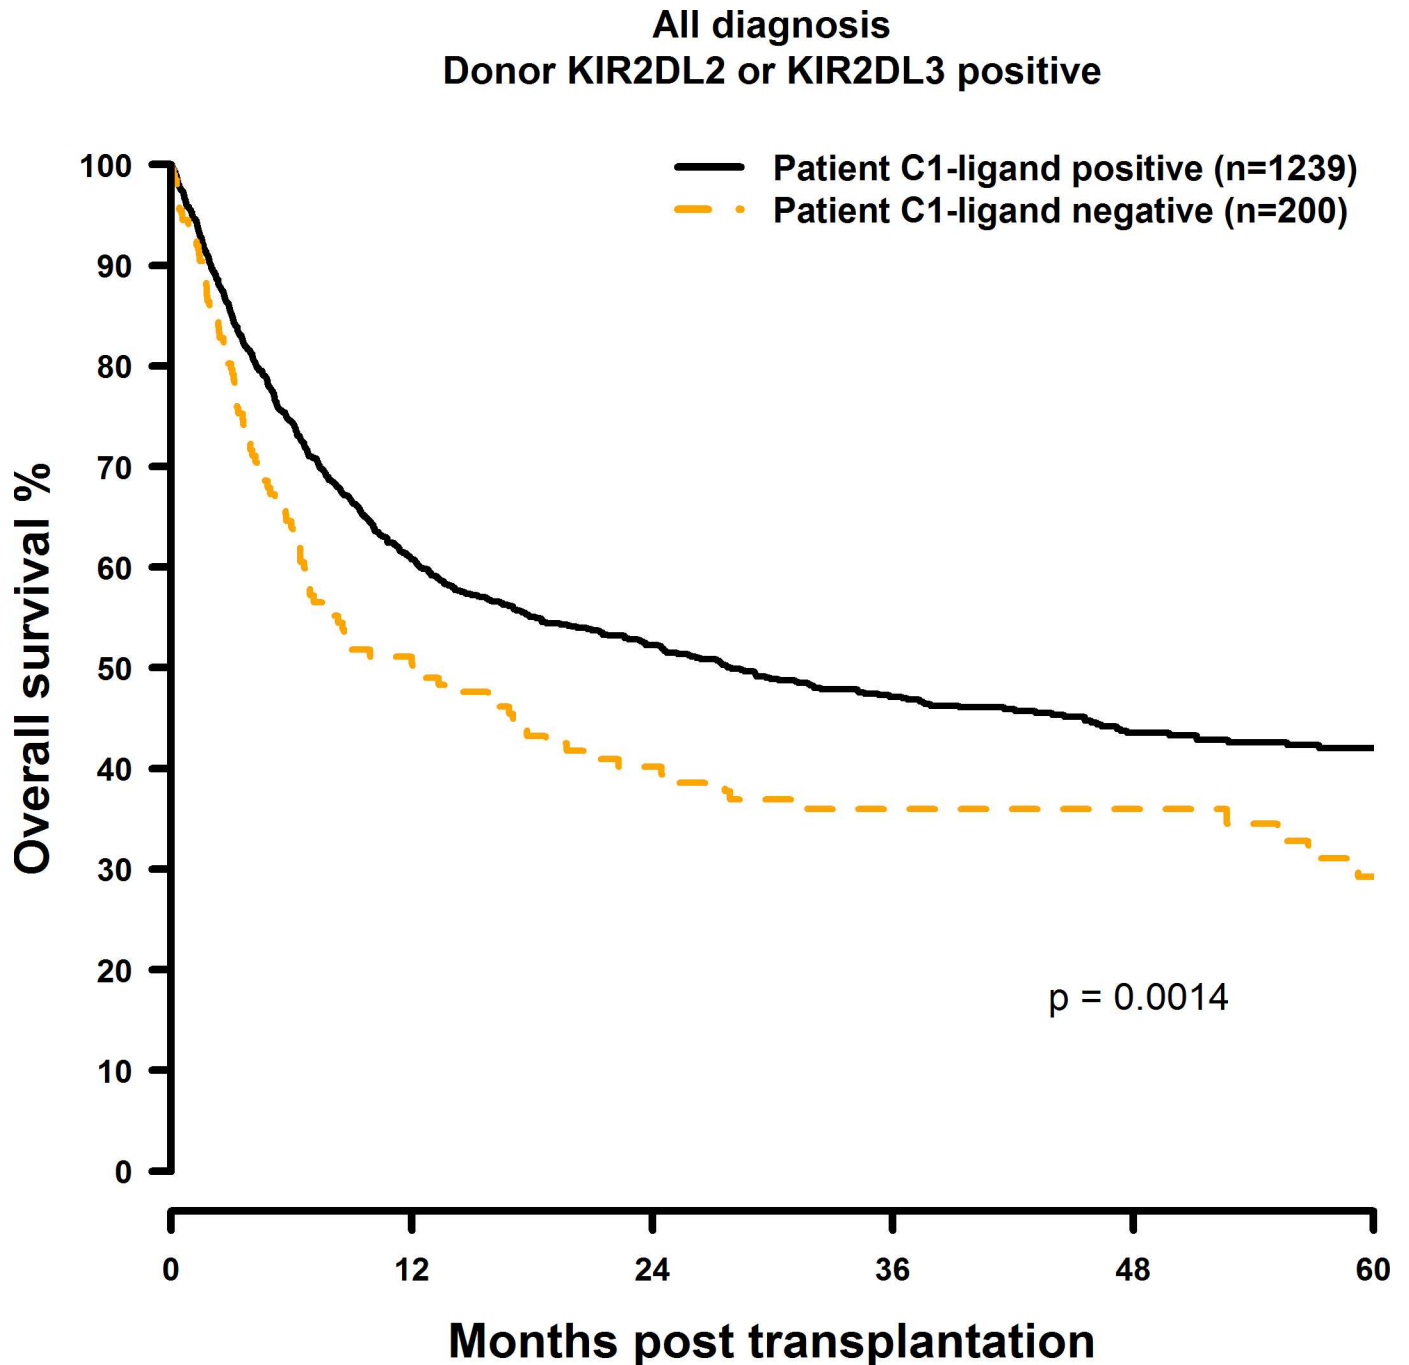 All diagnosis
Donor KIR2DL2 or KIR2DL3 positive
Patient C1-ligand positive (n=1239)
Patient C1-ligand negative (n=200)
Overall survival %
100
90
80
70
60
50
40
30
20
10
0
p = 0.0014
0 12 24 36 48 60
Months post transplantation